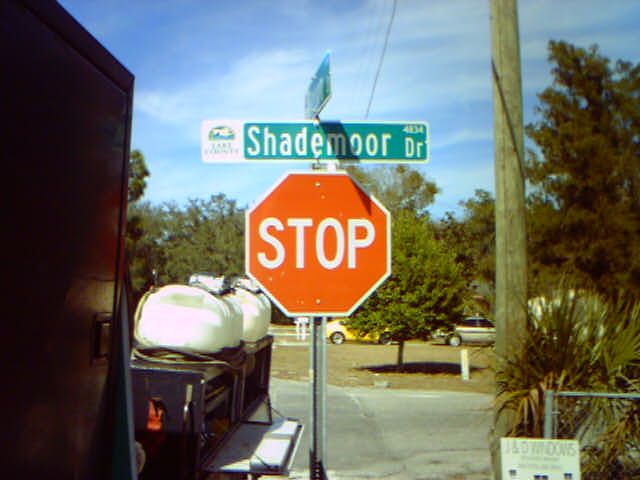 4834
LAKE COUNTY
Shademoor Dr
STOP
J & D WINDOWS